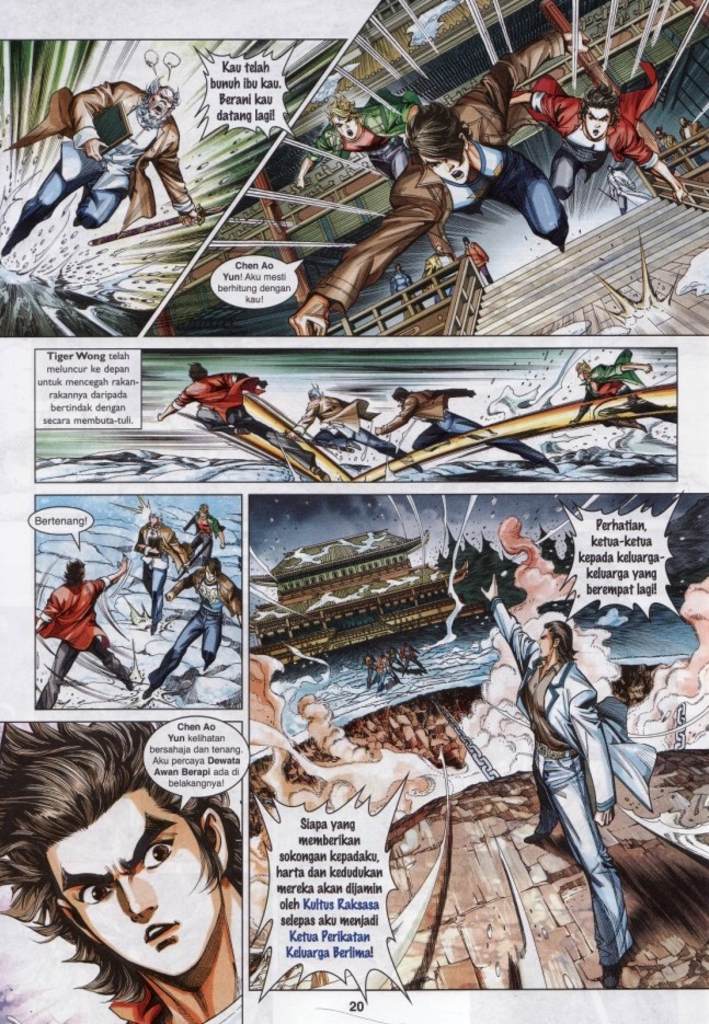 Kau telah
bunuh ibu kau.
Berani kau
datang lagi!
Chen Ao
Yun! Aku mesti
berhitung dengan
kau!
Tiger Wong telah
meluncur ke depan
untuk mencegah rakan-
rakannya daripada
bertindak dengan
secara membuta-tuli.
Bertenang!
Perhatian,
ketua-ketua
kepada keluarga-
keluarga yang
berempat lagi!
Chen Ao
Yun kelihatan
bersahaja dan tenang.
Aku percaya Dewata
Awan Berapi ada di
belakangnya!
Siapa yang
memberikan
sokongan kepadaku,
harta dan kedudukan
mereka akan dijamin
oleh Kultus Raksasa
selepas aku menjadi
Ketua Perikatan
Keluarga Berlima!
20